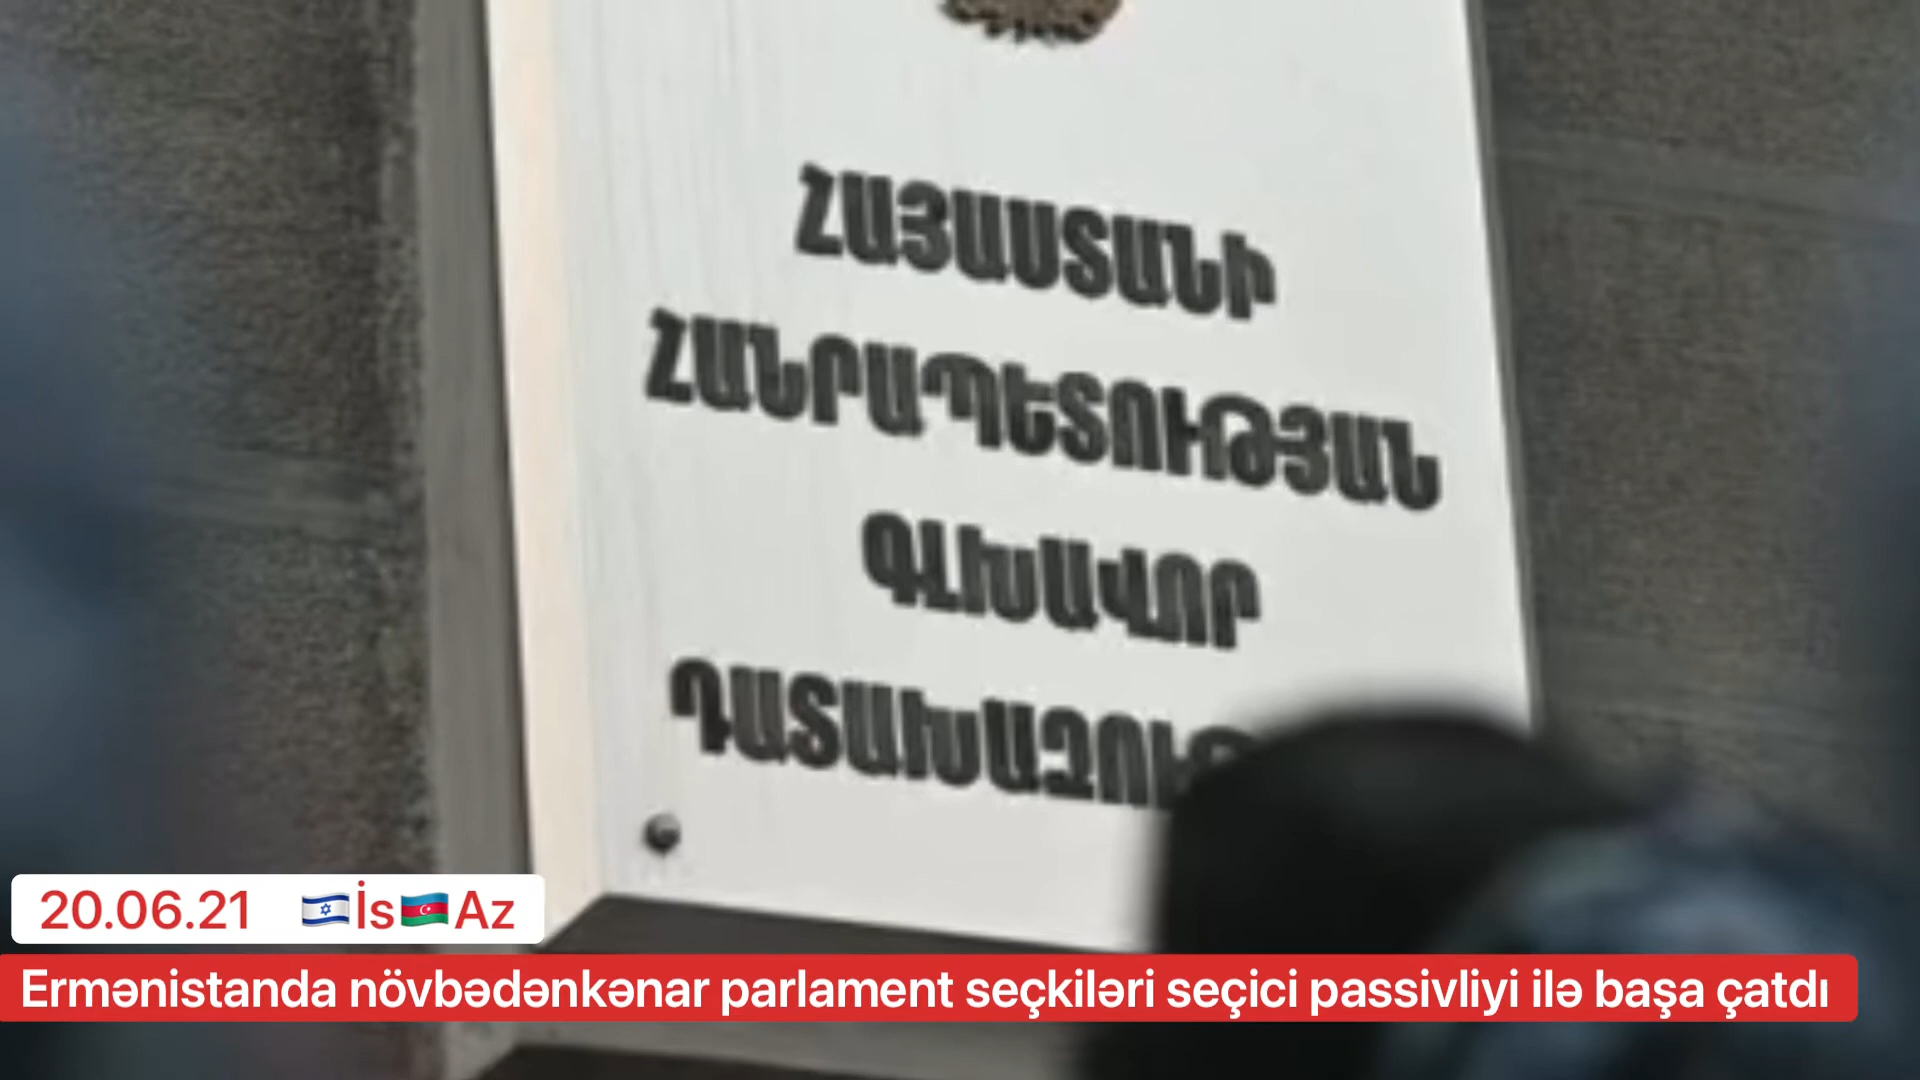 ՀԱՅԱՍՏԱՆԻ
ՀԱՆՐԱՊԵՏՈՒԹՅԱՆ
ԳԼԽԱՎՈՐ
20.06.21 🇮🇱İs🇦🇿Az
Ermənistanda növbədənkənar parlament seçkiləri seçici passivliyi ilə başa çatdı